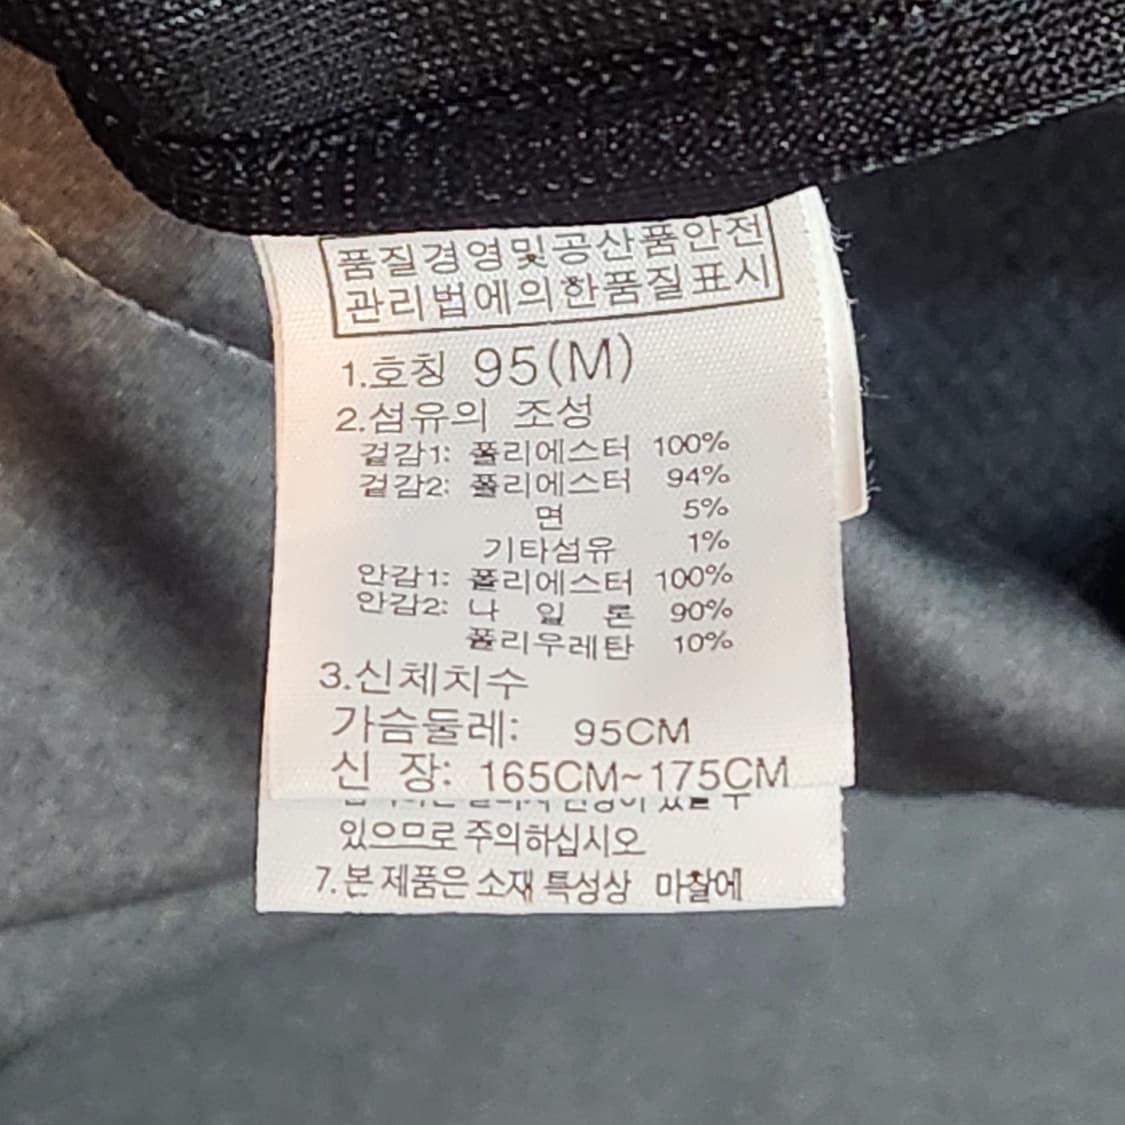 품질경영및공산품안전
관리법에의한품질표시
1.호칭 95(M)
2.섬유의 조성
겉감1: 폴리에스터 100%
겉감2: 폴리에스터 94%
면 5%
기타섬유 1%
안감1: 폴리에스터 100%
안감2: 나 일 론 90%
폴리우레탄 10%
3.신체치수
가슴둘레: 95CM
신 장: 165CM~175CM
있으므로 주의하십시오
7.본 제품은 소재 특성상 마찰에